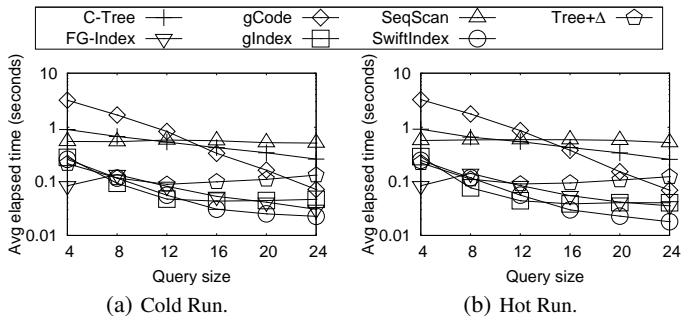 C-Tree gCode SeqScan Tree+Δ
FG-Index gIndex SwiftIndex
Avg elapsed time (seconds)
10
1
0.1
0.01
4 8 12 16 20 24
Query size
(a) Cold Run.
Avg elapsed time (seconds)
10
1
0.1
0.01
4 8 12 16 20 24
Query size
(b) Hot Run.